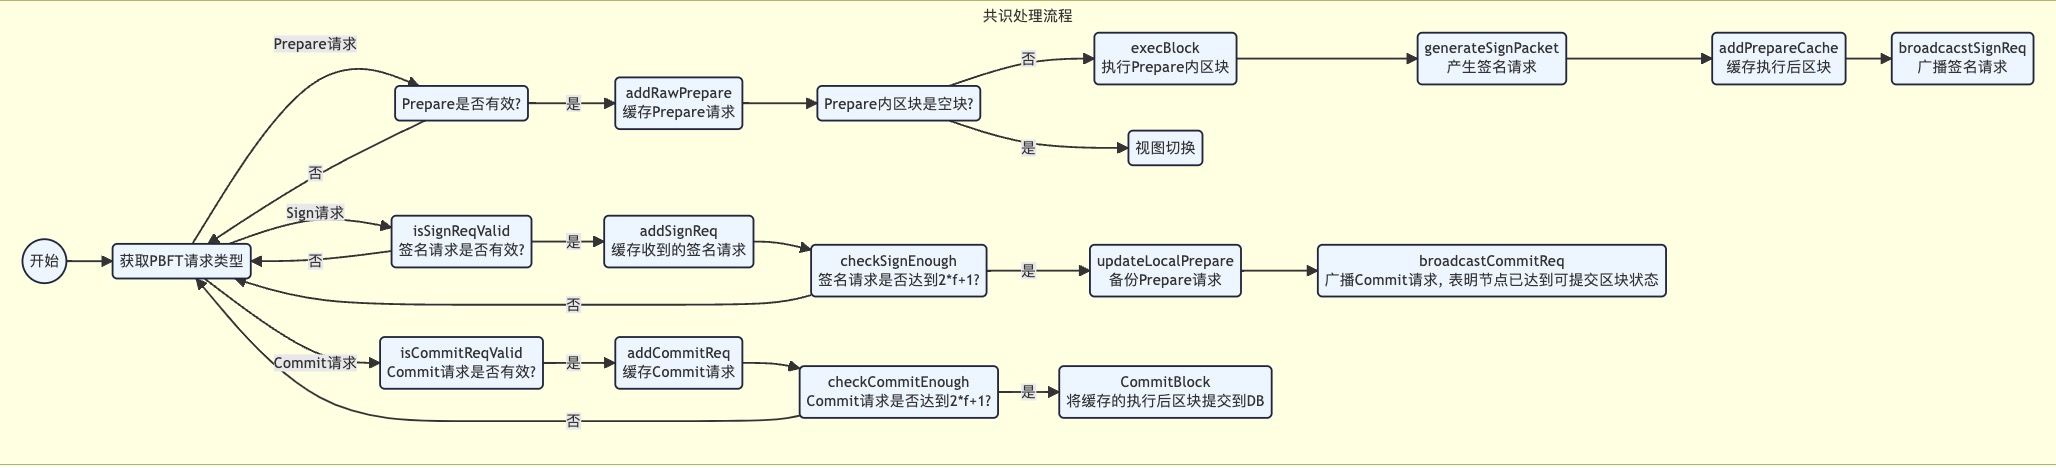 共识处理流程
Prepare请求
Prepare是否有效?
是
addRawPrepare
缓存Prepare请求
Prepare内区块是空块?
否
execBlock
执行Prepare内区块
generateSignPacket
产生签名请求
addPrepareCache
缓存执行后区块
broadcacstSignReq
广播签名请求
是
视图切换
否
开始
获取PBFT请求类型
Sign请求
isSignReqValid
签名请求是否有效?
否
是
addSignReq
缓存收到的签名请求
checkSignEnough
签名请求是否达到2*f+1?
否
是
updateLocalPrepare
备份Prepare请求
broadcastCommitReq
广播Commit请求, 表明节点已达到可提交区块状态
Commit请求
isCommitReqValid
Commit请求是否有效?
是
addCommitReq
缓存Commit请求
checkCommitEnough
Commit请求是否达到2*f+1?
否
是
CommitBlock
将缓存的执行后区块提交到DB